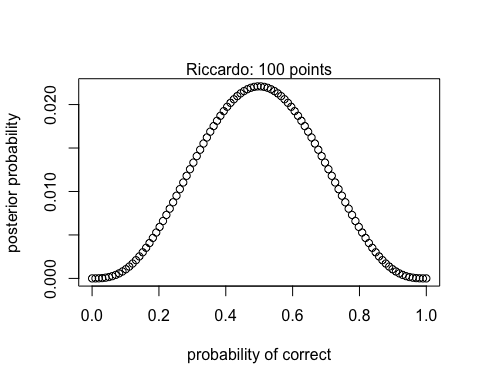 Riccardo: 100 points
posterior probability
0.020
0.010
0.000
0.0 0.2 0.4 0.6 0.8 1.0
probability of correct